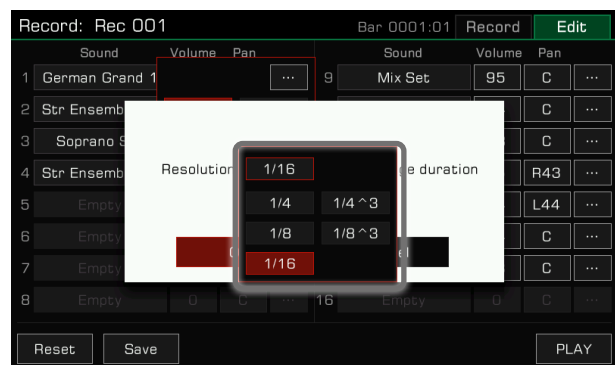 Record: Rec 001 Bar 0001:01 Record Edit
Sound Volume Pan Sound Volume Pan
1 German Grand 1 ... 9 Mix Set 95 C ...
2 Str Ensemb C ...
3 Soprano S C ...
4 Str Ensemb R43 ...
Resolution 1/16 duration
5 Empty L44 ...
1/4 1/4^3
6 Empty C ...
1/8 1/8^3
7 Empty C ...
1/16
8 Empty 0 C ... 16 Empty 0 C ...
Reset Save PLAY